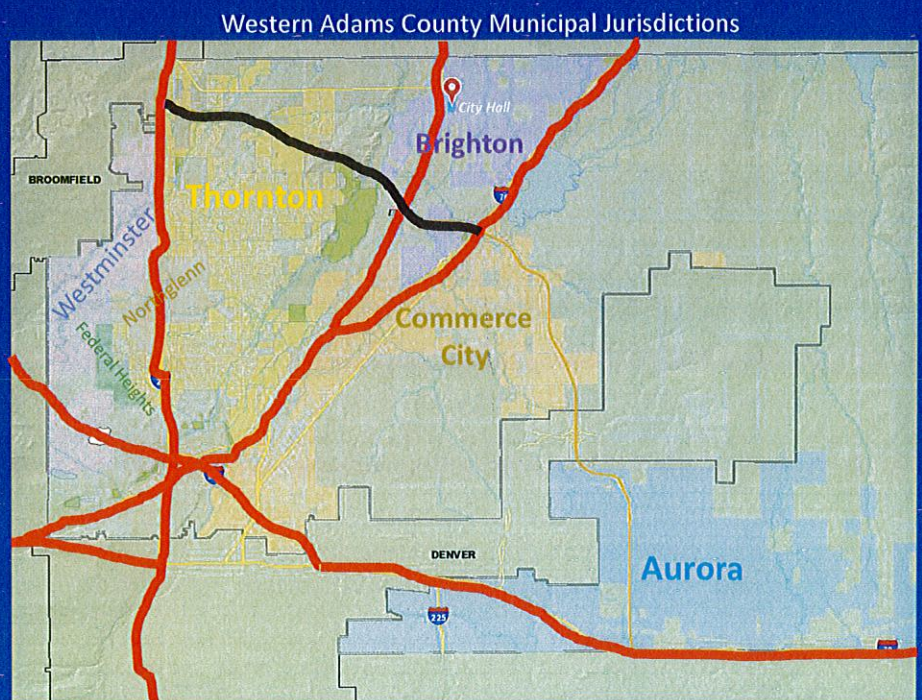 Western Adams County Municipal Jurisdictions
City Hall
Brighton
BROOMFIELD
Thornton
Westminster
Northglenn
Federal Heights
Commerce
City
DENVER
Aurora
225